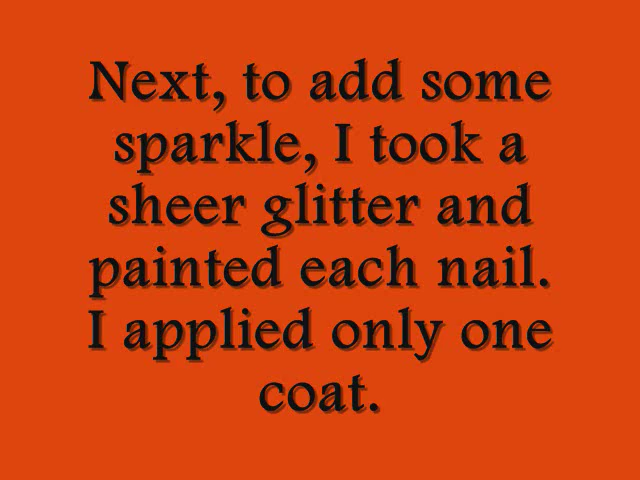 Next, to add some
sparkle, I took a
sheer glitter and
painted each nail.
I applied only one
coat.